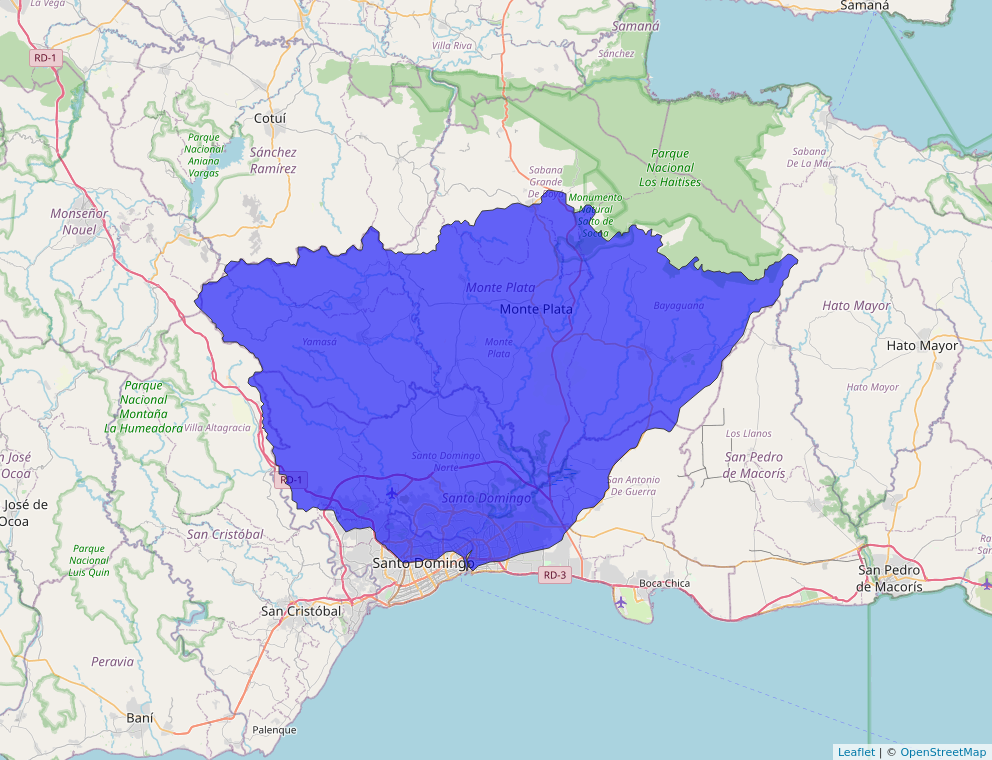 La Vega
Samaná
RD-1
Samaná
Villa Riva
Sánchez
Cotuí
Parque
Nacional
Aniana
Vargas
Sánchez
Ramírez
Sabana
De La Mar
Parque
Nacional
Los Haitises
Sabana
Grande
De Boyá
Monumento
Natural
Salto de
Socoa
Monseñor
Nouel
Monte Plata
Monte Plata
Bayaguana
Hato Mayor
Yamasá
Monte
Plata
Hato Mayor
Parque
Nacional
Montaña
La Humeadora
Hato Mayor
Villa Altagracia
Los Llanos
San Pedro
de Macorís
Santo Domingo
Norte
n José
Ocoa
RD-1
San Antonio
De Guerra
Santo Domingo
José de
Ocoa
San Cristóbal
Parque
Nacional
Luis Quin
Santo Domingo
RD-3
Boca Chica
San Pedro
de Macorís
San Cristóbal
Peravia
Baní
Palenque
Leaflet | © OpenStreetMap